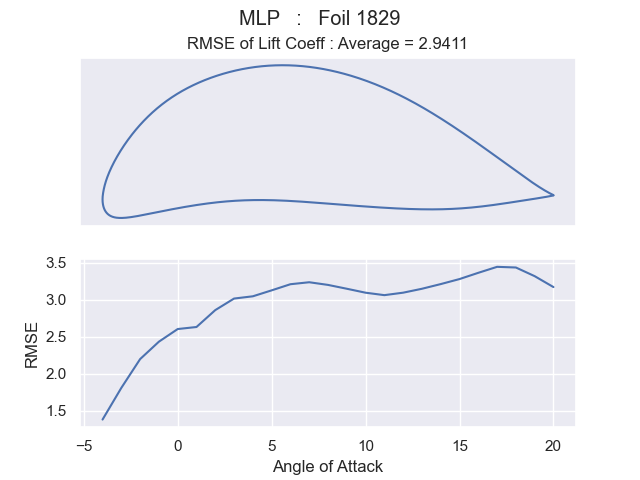 MLP : Foil 1829
RMSE of Lift Coeff : Average = 2.9411
3.5
3.0
2.5
2.0
1.5
RMSE
−5 0 5 10 15 20
Angle of Attack